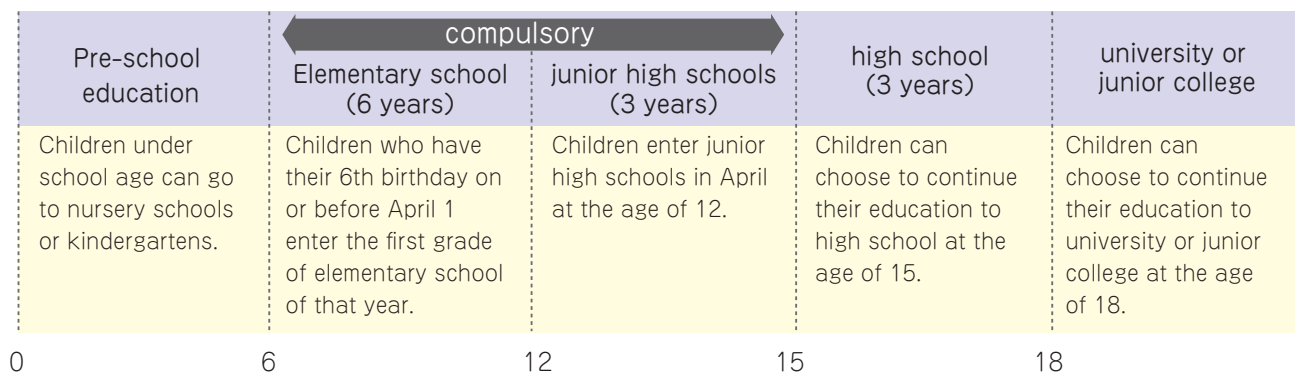 compulsory
Pre-school
education
Elementary school
(6 years)
junior high schools
(3 years)
high school
(3 years)
university or
junior college
Children under
school age can go
to nursery schools
or kindergartens.
Children who have
their 6th birthday on
or before April 1
enter the first grade
of elementary school
of that year.
Children enter junior
high schools in April
at the age of 12.
Children can
choose to continue
their education to
high school at the
age of 15.
Children can
choose to continue
their education to
university or junior
college at the age
of 18.
0 6 12 15 18